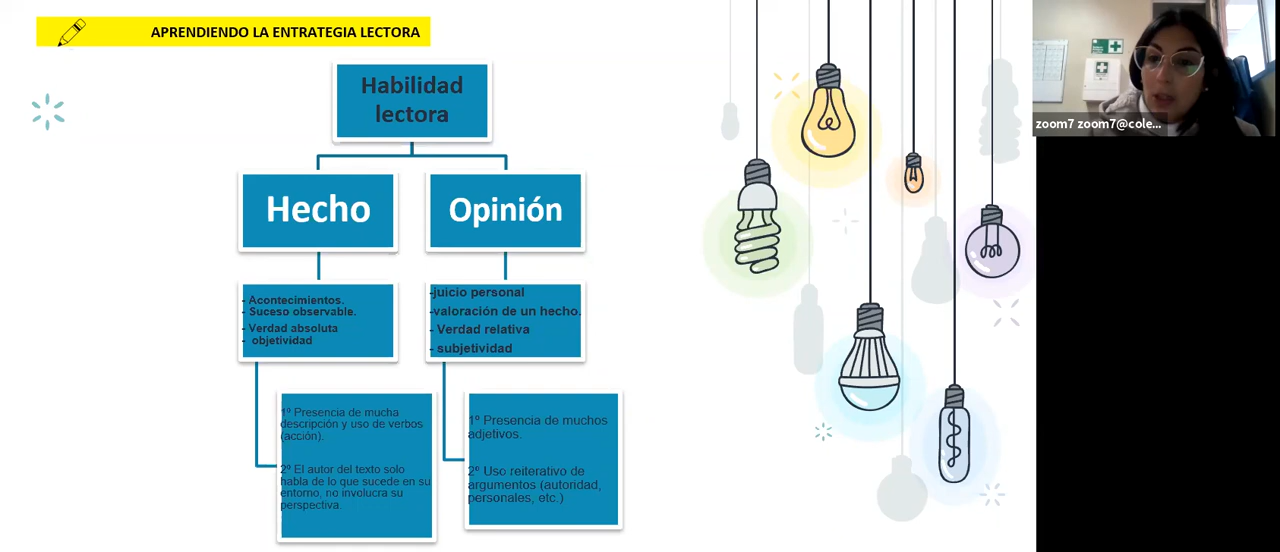 APRENDIENDO LA ENTRATEGIA LECTORA
Habilidad
lectora
Hecho
Opinión
- Acontecimientos.
- Suceso observable.
- Verdad absoluta
- objetividad
-juicio personal
-valoración de un hecho.
- Verdad relativa
- subjetividad
1º Presencia de mucha
descripción y uso de verbos
(acción).
2º El autor del texto solo
habla de lo que sucede en su
entorno, no involucra su
perspectiva.
1º Presencia de muchos
adjetivos.
2º Uso reiterativo de
argumentos (autoridad,
personales, etc.)
zoom7 zoom7@cole...